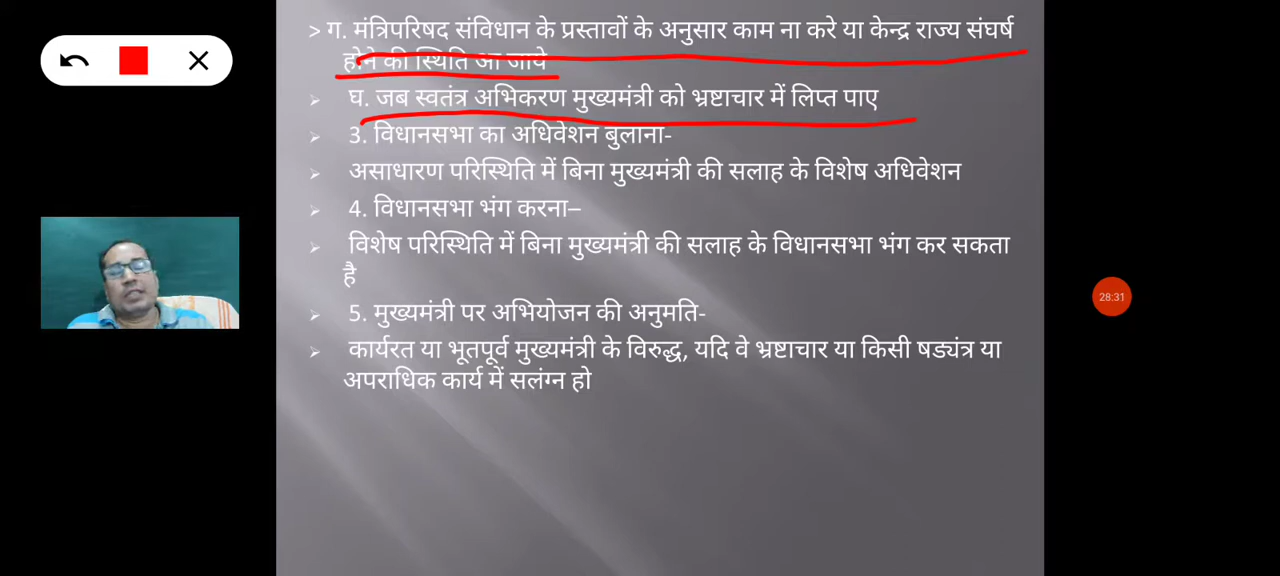 > ग. मंत्रिपरिषद संविधान के प्रस्तावों के अनुसार काम ना करे या केन्द्र राज्य संघर्ष
होने की स्थिति आ जाये
➢ घ. जब स्वतंत्र अभिकरण मुख्यमंत्री को भ्रष्टाचार में लिप्त पाए
➢ 3. विधानसभा का अधिवेशन बुलाना-
➢ असाधारण परिस्थिति में बिना मुख्यमंत्री की सलाह के विशेष अधिवेशन
➢ 4. विधानसभा भंग करना–
➢ विशेष परिस्थिति में बिना मुख्यमंत्री की सलाह के विधानसभा भंग कर सकता
है
➢ 5. मुख्यमंत्री पर अभियोजन की अनुमति-
➢ कार्यरत या भूतपूर्व मुख्यमंत्री के विरुद्ध, यदि वे भ्रष्टाचार या किसी षड्यंत्र या
अपराधिक कार्य में सलंग्न हो
28:31